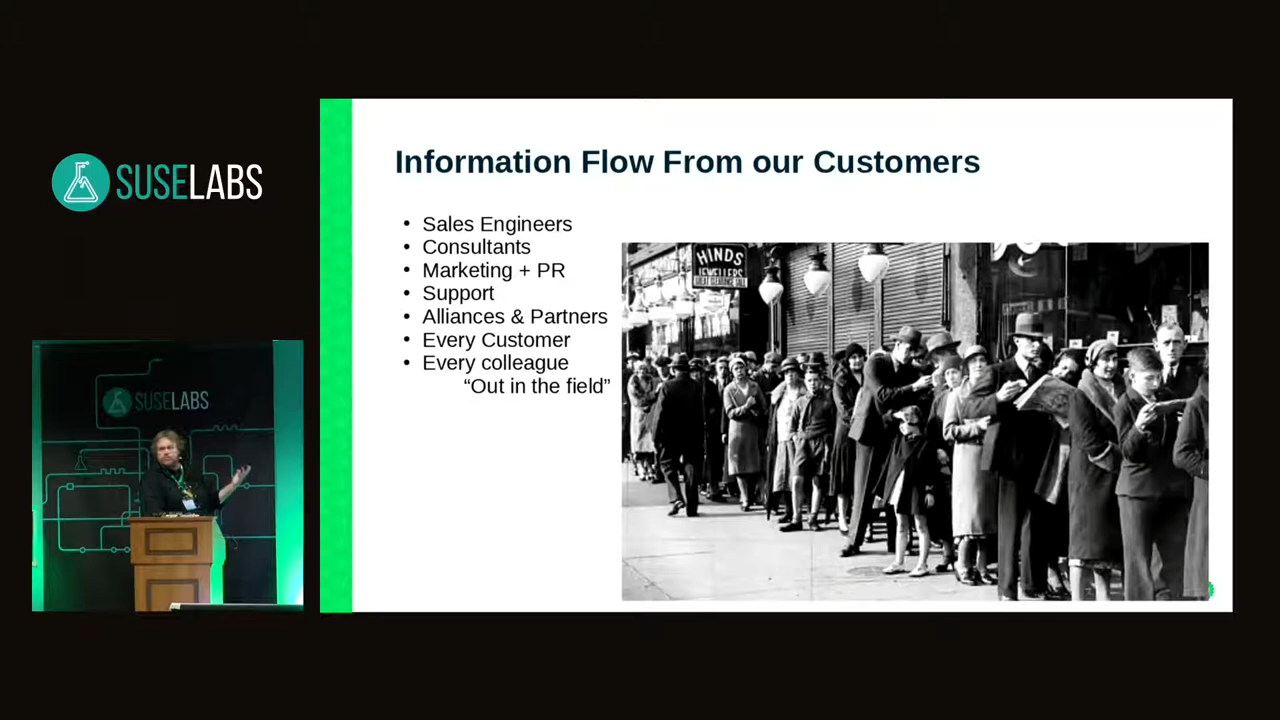 SUSELABS
Information Flow From our Customers
• Sales Engineers
• Consultants
• Marketing + PR
• Support
• Alliances & Partners
• Every Customer
• Every colleague
“Out in the field”
HINDS
JEWELLERS
SUSELABS